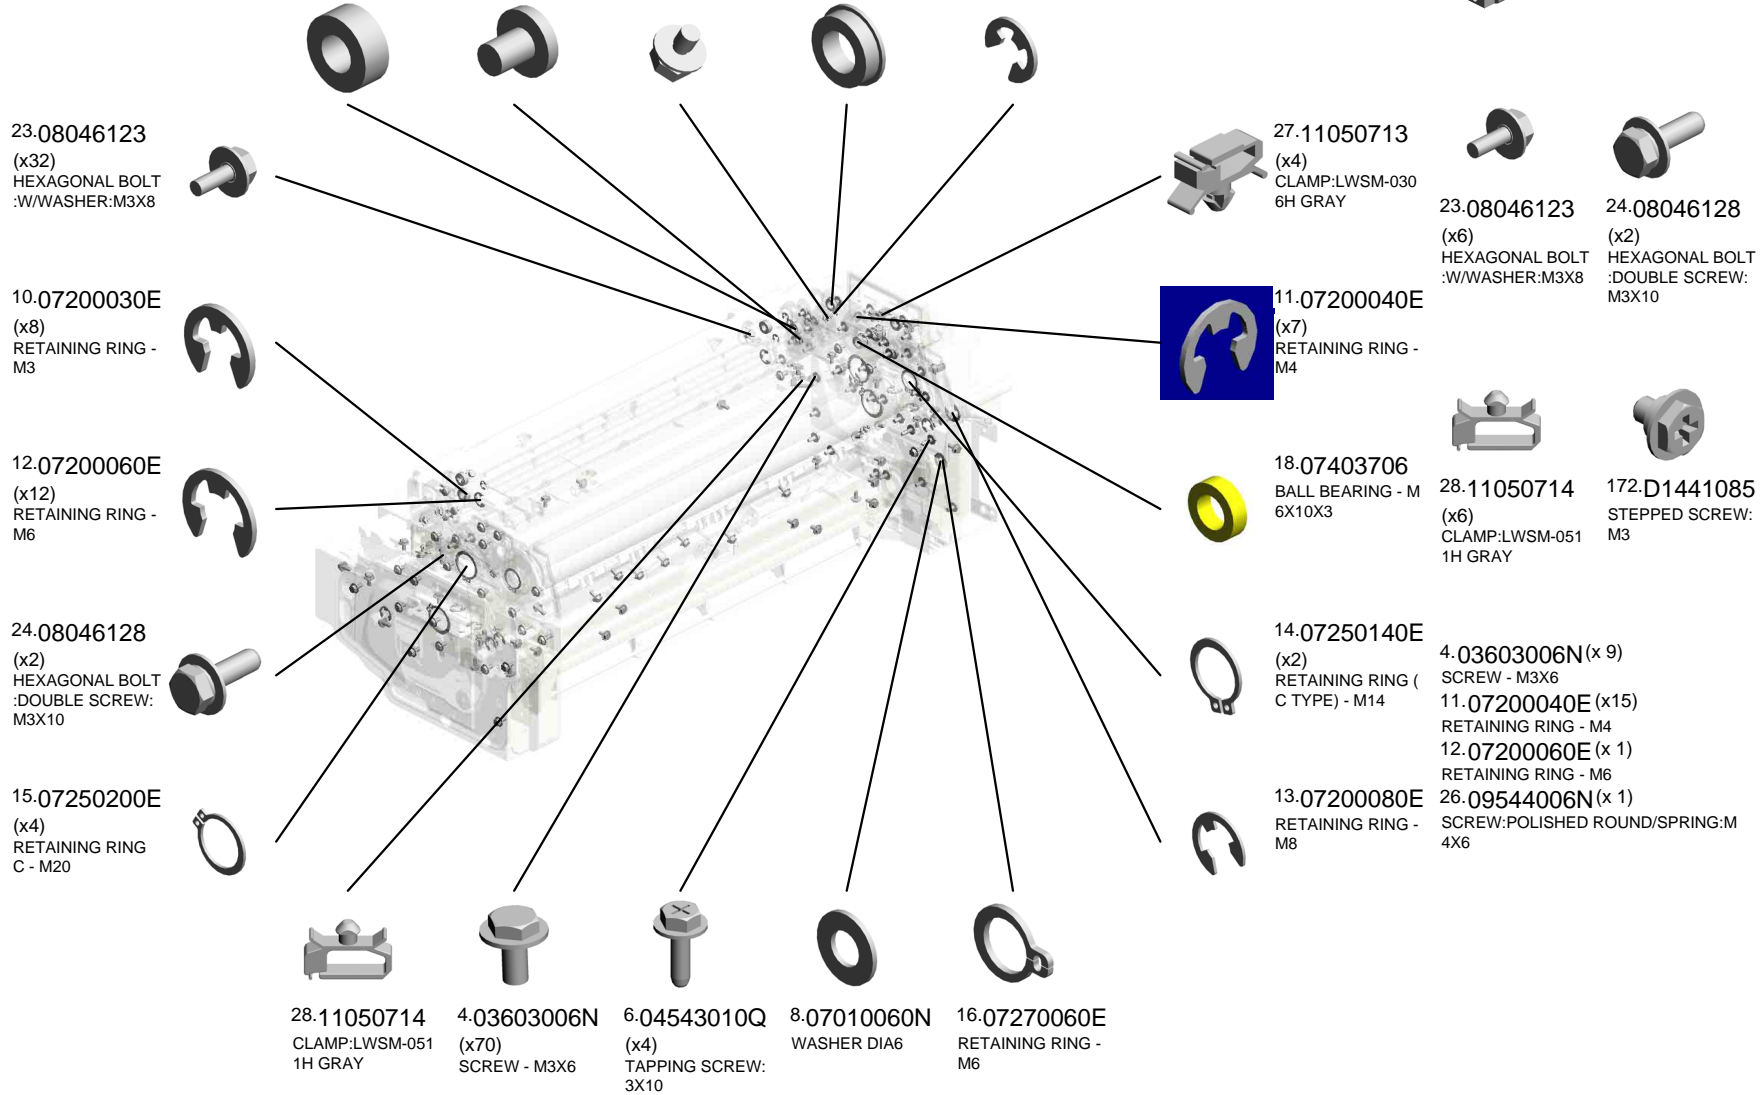 23.08046123
(x32)
HEXAGONAL BOLT
:W/WASHER:M3X8
10.07200030E
(x8)
RETAINING RING -
M3
12.07200060E
(x12)
RETAINING RING -
M6
24.08046128
(x2)
HEXAGONAL BOLT
:DOUBLE SCREW:
M3X10
15.07250200E
(x4)
RETAINING RING
C - M20
28.11050714
CLAMP:LWSM-051
1H GRAY
4.03603006N
(x70)
SCREW - M3X6
6.04543010Q
(x4)
TAPPING SCREW:
3X10
8.07010060N
WASHER DIA6
16.07270060E
RETAINING RING -
M6
27.11050713
(x4)
CLAMP:LWSM-030
6H GRAY
11.07200040E
(x7)
RETAINING RING -
M4
18.07403706
BALL BEARING - M
6X10X3
14.07250140E
(x2)
RETAINING RING (
C TYPE) - M14
13.07200080E
RETAINING RING -
M8
23.08046123
(x6)
HEXAGONAL BOLT
:W/WASHER:M3X8
24.08046128
(x2)
HEXAGONAL BOLT
:DOUBLE SCREW:
M3X10
28.11050714
(x6)
CLAMP:LWSM-051
1H GRAY
172.D1441085
STEPPED SCREW:
M3
4.03603006N (x 9)
SCREW - M3X6
11.07200040E (x15)
RETAINING RING - M4
12.07200060E (x 1)
RETAINING RING - M6
26.09544006N (x 1)
SCREW:POLISHED ROUND/SPRING:M
4X6